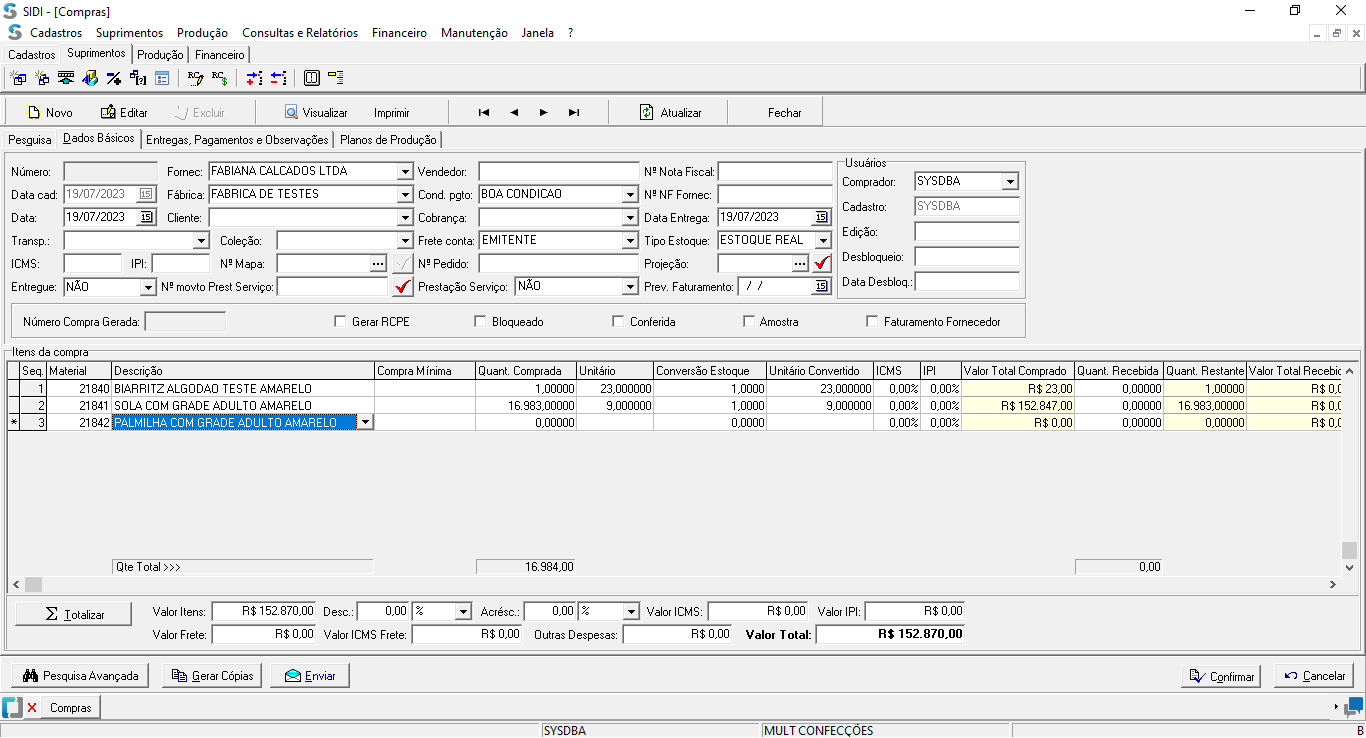 SIDI - [Compras]
Cadastros Suprimentos Produção Consultas e Relatórios Financeiro Manutenção Janela ?
Cadastros Suprimentos Produção Financeiro
Novo Editar Excluir Visualizar Imprimir Atualizar Fechar
Pesquisa Dados Básicos Entregas, Pagamentos e Observações Planos de Produção
Número: Fornec: FABIANA CALCADOS LTDA Vendedor: Nº Nota Fiscal: Usuários
Comprador: SYSDBA
Data cad: 19/07/2023 15 Fábrica: FABRICA DE TESTES Cond. pgto: BOA CONDICAO Nº NF Fornec:
Cadastro: SYSDBA
Data: 19/07/2023 15 Cliente: Cobrança: Data Entrega: 19/07/2023 15
Edição:
Transp.: Coleção: Frete conta: EMITENTE Tipo Estoque: ESTOQUE REAL
Desbloqueio:
ICMS: IPI: Nº Mapa: ... Nº Pedido: Projeção: ...
Data Desbloq.:
Entregue: NÃO Nº movto Prest Serviço: Prestação Serviço: NÃO Prev. Faturamento: / / 15
Número Compra Gerada: Gerar RCPE Bloqueado Conferida Amostra Faturamento Fornecedor
Itens da compra
Seq. Material Descrição Compra Mínima Quant. Comprada Unitário Conversão Estoque Unitário Convertido ICMS IPI Valor Total Comprado Quant. Recebida Quant. Restante Valor Total Recebic
1 21840 BIARRITZ ALGODAO TESTE AMARELO 1,00000 23,000000 1,0000 23,000000 0,00% 0,00% R$ 23,00 0,00000 1,00000 R$ 0,0
2 21841 SOLA COM GRADE ADULTO AMARELO 16.983,00000 9,000000 1,0000 9,000000 0,00% 0,00% R$ 152.847,00 0,00000 16.983,00000 R$ 0,0
* 3 21842 PALMILHA COM GRADE ADULTO AMARELO 0,00000 0,0000 0,00% 0,00% R$ 0,00 0,00000 0,00000 R$ 0,0
Qte Total >>> 16.984,00 0,00
Σ Totalizar Valor Itens: R$ 152.870,00 Desc.: 0,00 % Acrésc.: 0,00 % Valor ICMS: R$ 0,00 Valor IPI: R$ 0,00
Valor Frete: R$ 0,00 Valor ICMS Frete: R$ 0,00 Outras Despesas: R$ 0,00 Valor Total: R$ 152.870,00
Pesquisa Avançada Gerar Cópias Enviar Confirmar Cancelar
Compras
SYSDBA MULT CONFECÇÕES B